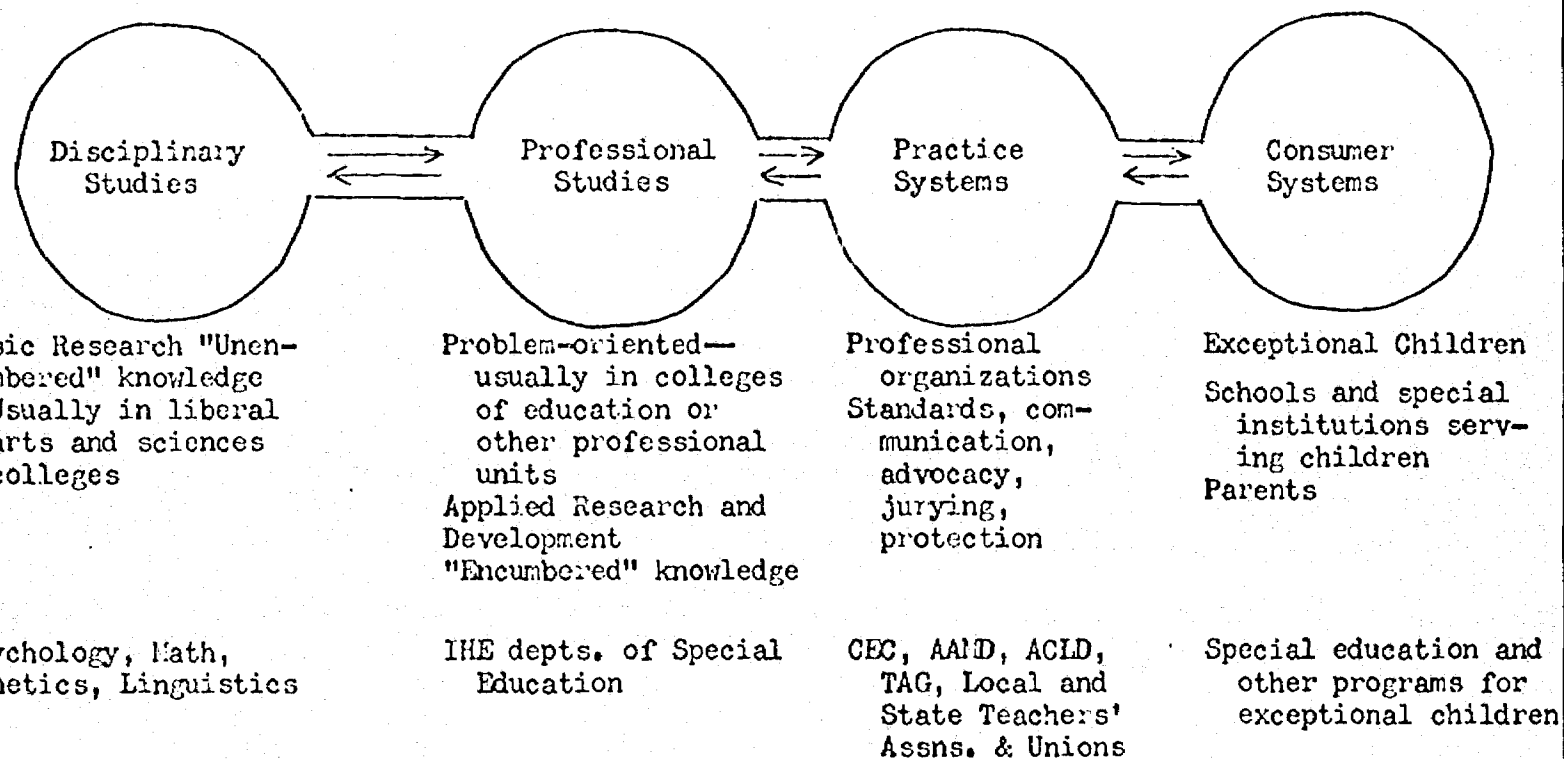 Disciplinary
Studies
Professional
Studies
Practice
Systems
Consumer
Systems
sic Research "Unen-
mbered" knowledge
Usually in liberal
arts and sciences
colleges
Problem-oriented—
usually in colleges
of education or
other professional
units
Applied Research and
Development
"Encumbered" knowledge
Professional
organizations
Standards, com-
munication,
advocacy,
jurying,
protection
Exceptional Children
Schools and special
institutions serv-
ing children
Parents
ychology, Math,
netics, Linguistics
IHE depts. of Special
Education
CEC, AAMD, ACLD,
TAG, Local and
State Teachers'
Assns. & Unions
Special education and
other programs for
exceptional children